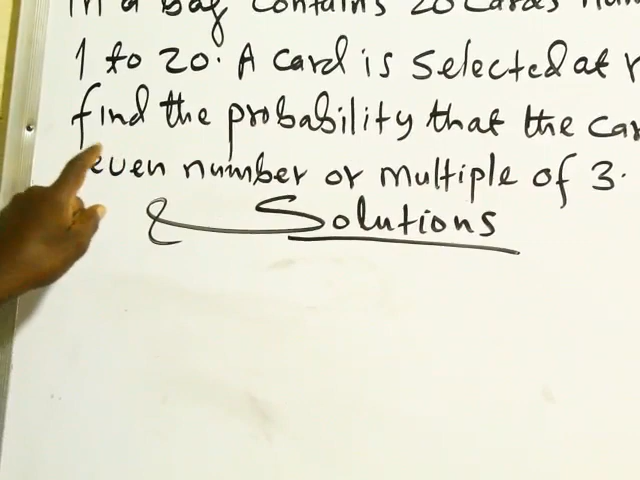 in a bag contains 20 cards num
1 to 20. A card is selected at r
find the probability that the car
even number or multiple of 3.
Solutions